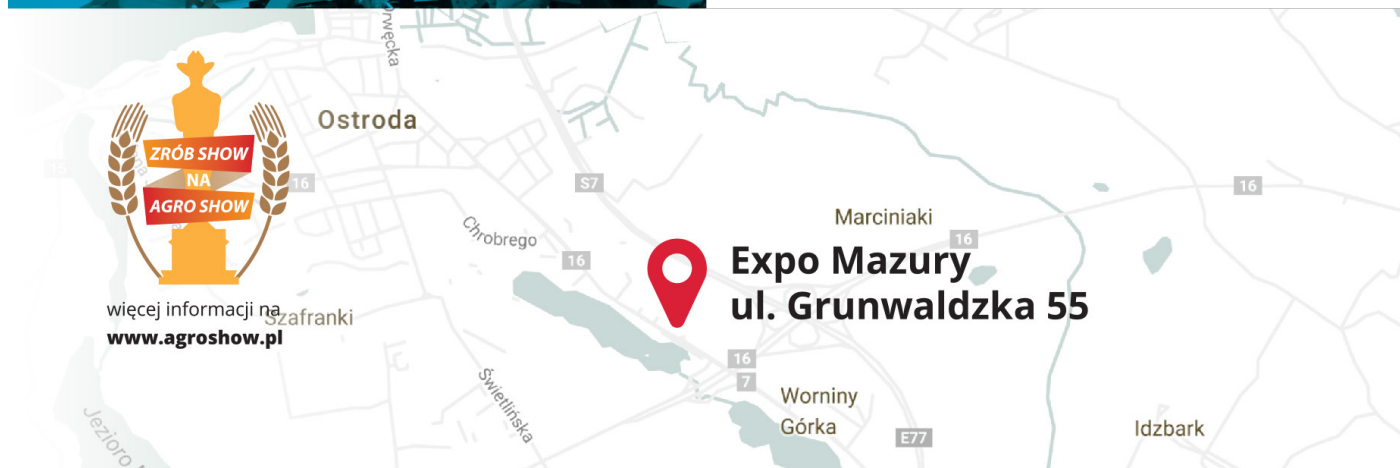 Ostroda
ZRÓB SHOW
NA
AGRO SHOW
16
S7
16
Marciniaki
Chrobrego
16
16
Expo Mazury
ul. Grunwaldzka 55
więcej informacji na
www.agroshow.pl
Szafranki
16
7
Świetlińska
Worniny
Górka
E77
Idzbark
Jezioro